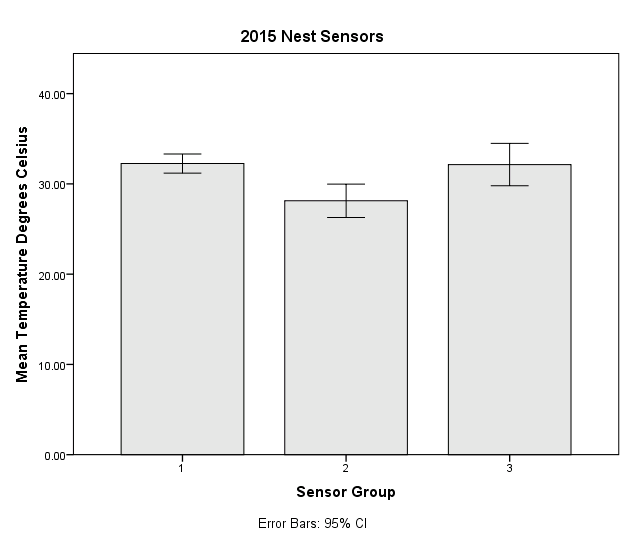 2015 Nest Sensors
Mean Temperature Degrees Celsius
40.00
30.00
20.00
10.00
0.00
1 2 3
Sensor Group
Error Bars: 95% CI